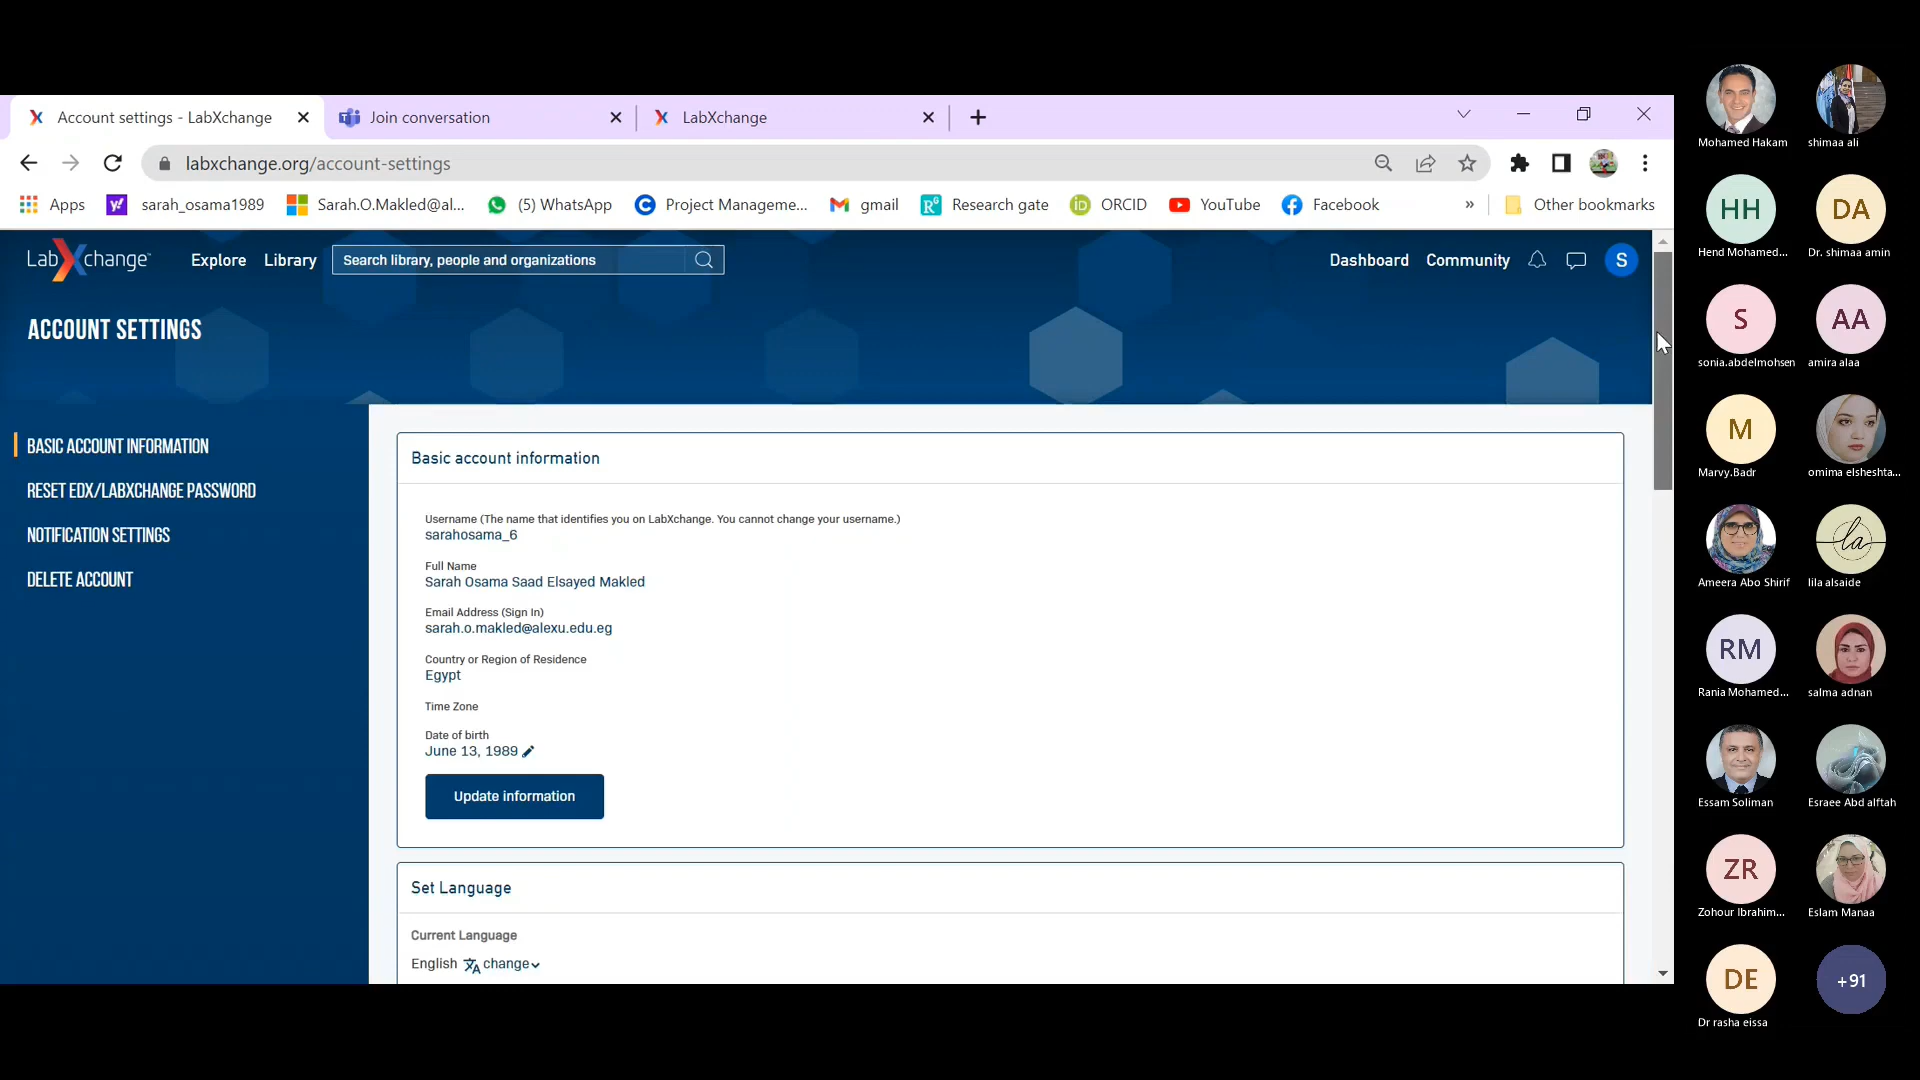 Account settings - LabXchange
Join conversation
LabXchange
labxchange.org/account-settings
Apps
sarah_osama1989
Sarah.O.Makled@al...
(5) WhatsApp
Project Manageme...
gmail
Research gate
ORCID
YouTube
Facebook
»
Other bookmarks
LabXchange
Explore
Library
Search library, people and organizations
Dashboard
Community
S
ACCOUNT SETTINGS
BASIC ACCOUNT INFORMATION
RESET EDX/LABXCHANGE PASSWORD
NOTIFICATION SETTINGS
DELETE ACCOUNT
Basic account information
Username (The name that identifies you on LabXchange. You cannot change your username.)
sarahosama_6
Full Name
Sarah Osama Saad Elsayed Makled
Email Address (Sign In)
sarah.o.makled@alexu.edu.eg
Country or Region of Residence
Egypt
Time Zone
Date of birth
June 13, 1989
Update information
Set Language
Current Language
English change
Mohamed Hakam
shimaa ali
HH
Hend Mohamed...
DA
Dr. shimaa amin
S
sonia.abdelmohsen
AA
amira alaa
M
Marvy.Badr
omima elsheshta...
Ameera Abo Shirif
la
lila alsaide
RM
Rania Mohamed...
salma adnan
Essam Soliman
Esraee Abd alftah
ZR
Zohour Ibrahim...
Eslam Manaa
DE
Dr rasha eissa
+91